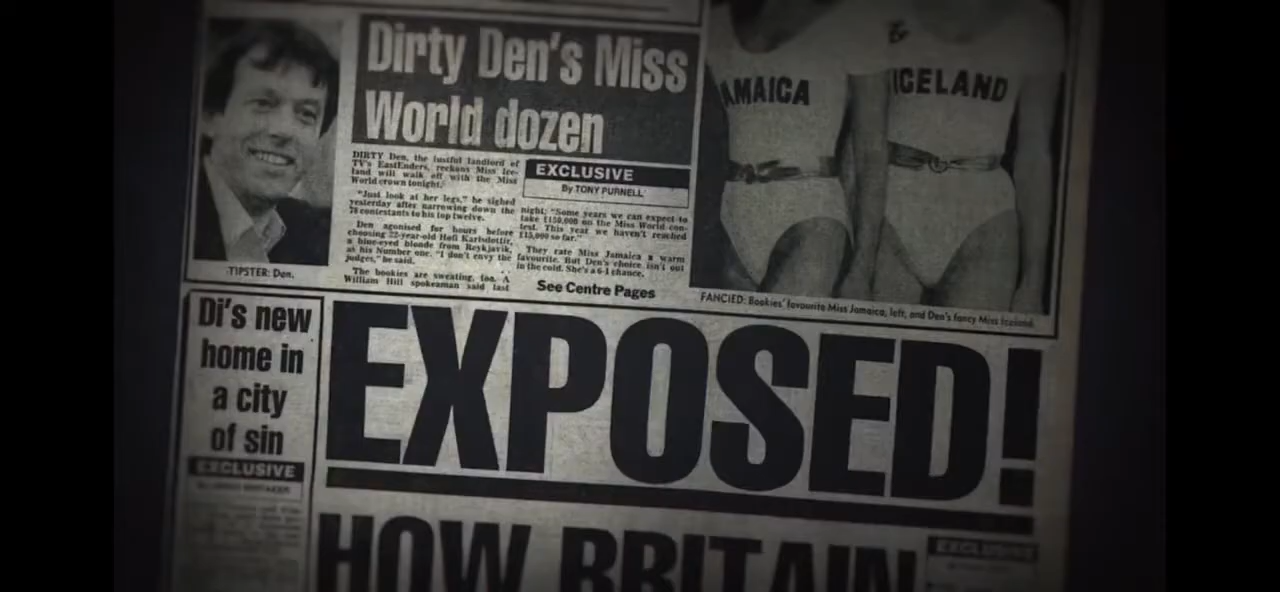 Dirty Den's Miss
World dozen
DIRTY Den, the lustful landlord of
TV's EastEnders, reckons Miss Ice-
land will walk off with the Miss
World crown tonight.
"Just look at her legs," he sighed
yesterday after narrowing down the
78 contestants to his top twelve.
Den agonised for hours before
choosing 22-year-old Hofi Karlsdottir,
a blue-eyed blonde from Reykjavik,
as his Number one. "I don't envy the
judges," he said.
The bookies are sweating, too. A
William Hill spokesman said last
EXCLUSIVE
By TONY PURNELL
night: "Some years we can expect to
take £150,000 on the Miss World con-
test. This year we haven't reached
£15,000 so far."
They rate Miss Jamaica a warm
favourite. But Den's choice isn't out
in the cold. She's a 6-1 chance.
See Centre Pages
TIPSTER: Den.
AMAICA
ICELAND
FANCIED: Bookies' favourite Miss Jamaica, left, and Den's fancy Miss Iceland.
Di's new
home in
a city
of sin
EXCLUSIVE
EXPOSED!
HOW BRITAIN
EXCLUSIVE